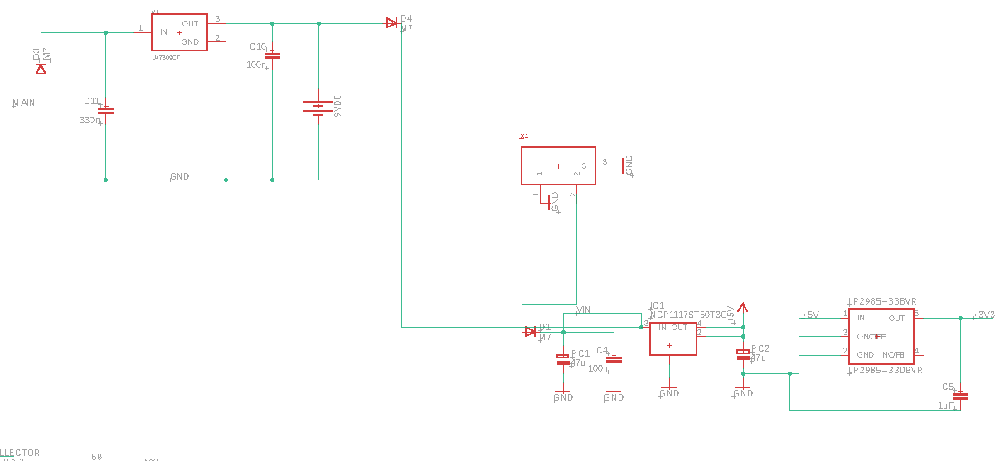 D4
M7
OUT
3
1
IN
GND
2
D3
M7
C10
100n
MAIN
C11
330n
9VDC
GND
X2
3
3
GND
1
2
1
2
GND
LP2985-33BVR
IC1
NCP1117ST50T3G
+5V
+5V
1
IN
OUT
5
+3V3
VIN
D1
M7
3
IN
OUT
4
2
3
ON/OFF
PC1
47u
C4
100n
PC2
47u
2
GND
NC/FB
4
1
LP2985-33DBVR
C5
1uF
GND
GND
GND
GND
LLECTOR